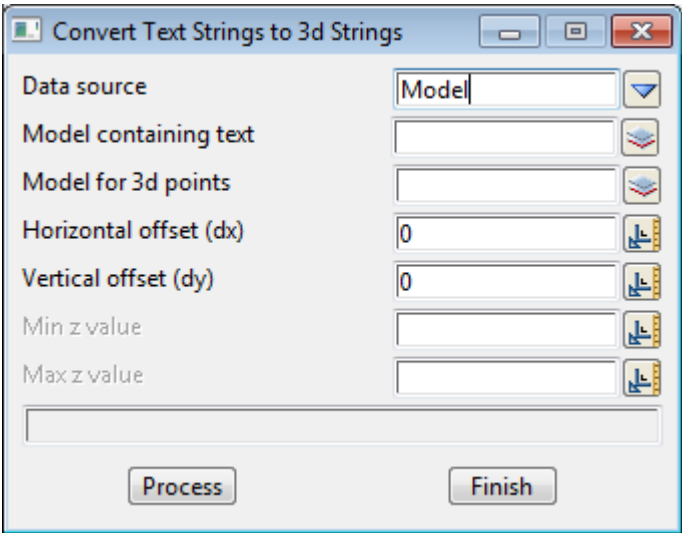 Convert Text Strings to 3d Strings
Data source Model
Model containing text
Model for 3d points
Horizontal offset (dx) 0
Vertical offset (dy) 0
Min z value
Max z value
Process Finish